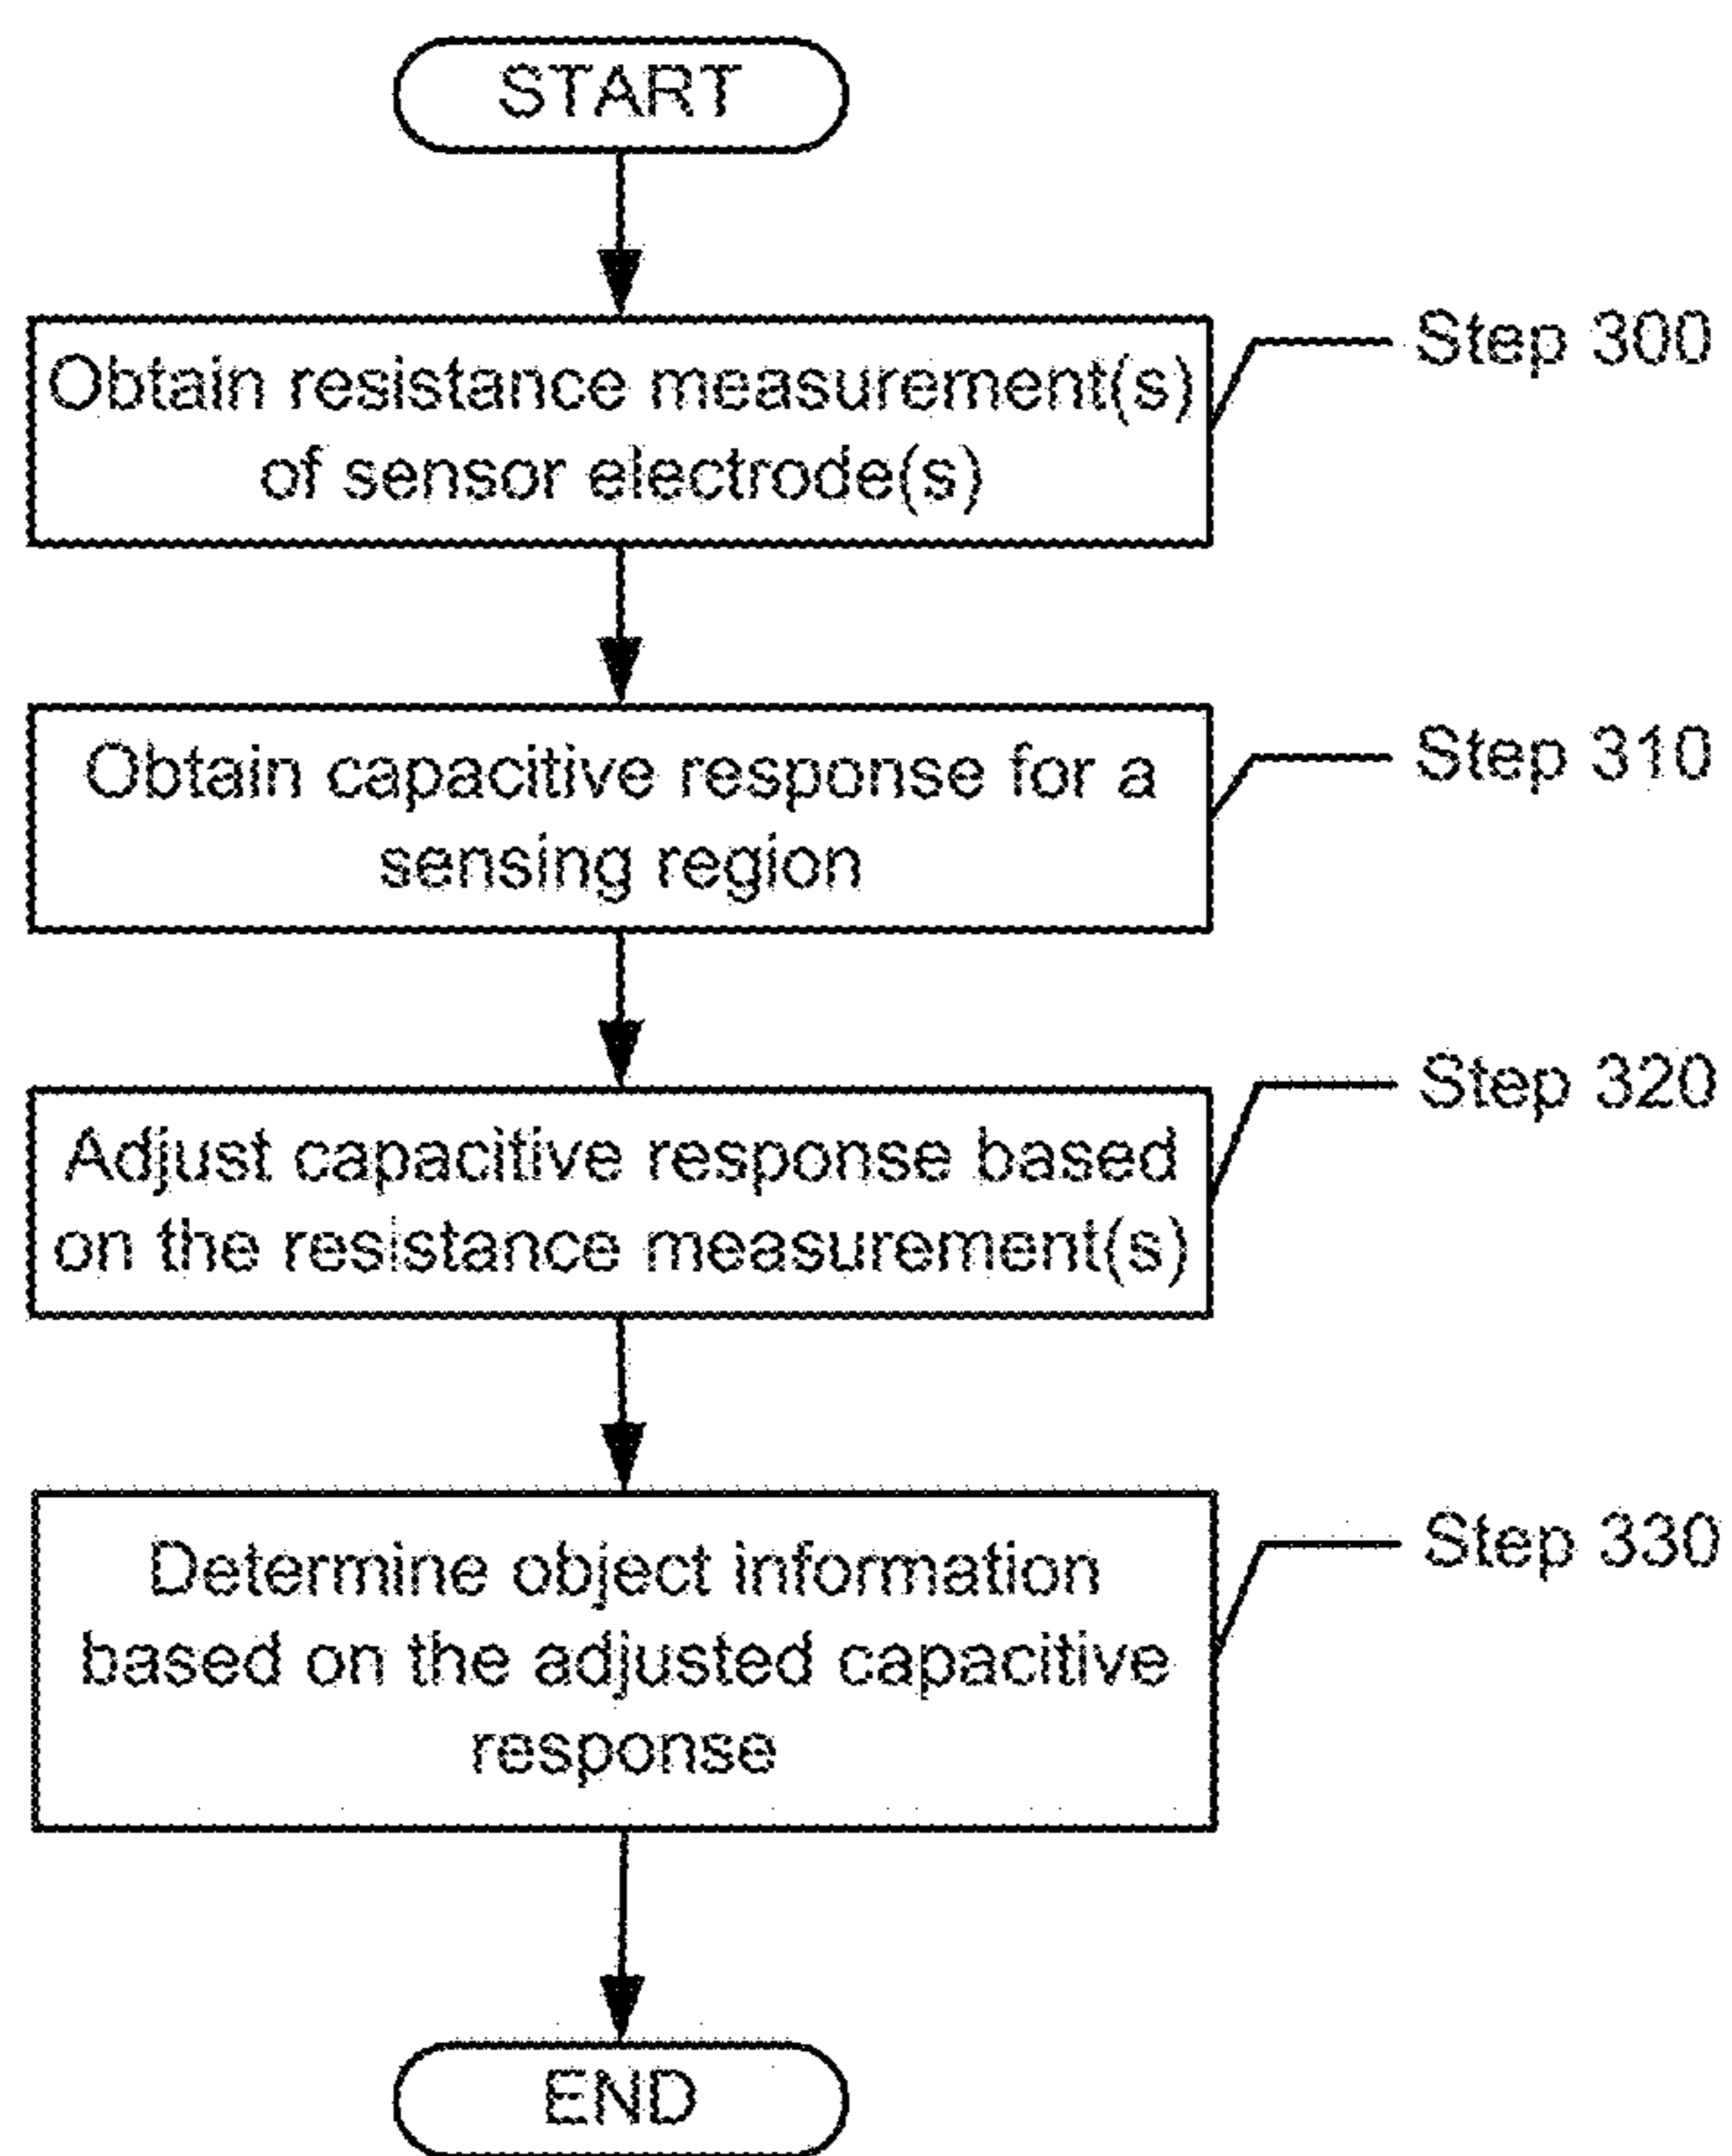 START
Obtain resistance measurement(s)
of sensor electrode(s)
Step 300
Obtain capacitive response for a
sensing region
Step 310
Adjust capacitive response based
on the resistance measurement(s)
Step 320
Determine object information
based on the adjusted capacitive
response
Step 330
END